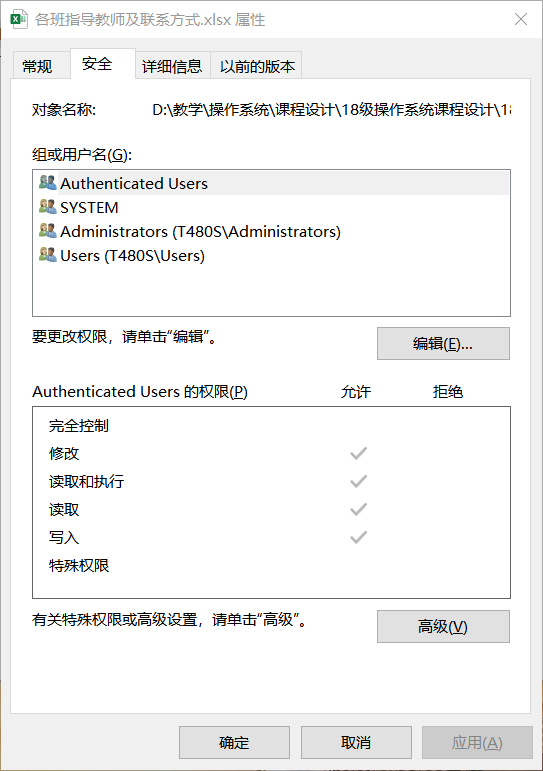 各班指导教师及联系方式.xlsx 属性
常规 安全 详细信息 以前的版本
对象名称: D:\教学\操作系统\课程设计\18级操作系统课程设计\18
组或用户名(G):
Authenticated Users
SYSTEM
Administrators (T480S\Administrators)
Users (T480S\Users)
要更改权限，请单击“编辑”。
编辑(E)...
Authenticated Users 的权限(P) 允许 拒绝
完全控制
修改
读取和执行
读取
写入
特殊权限
有关特殊权限或高级设置，请单击“高级”。
高级(V)
确定 取消 应用(A)